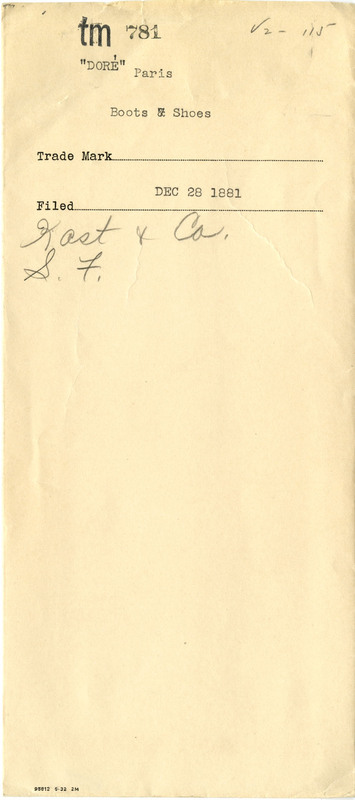 tm 781 V2- 115
"DORÉ" Paris
Boots & Shoes
Trade Mark
DEC 28 1881
Filed
Kast & Co.
S. F.